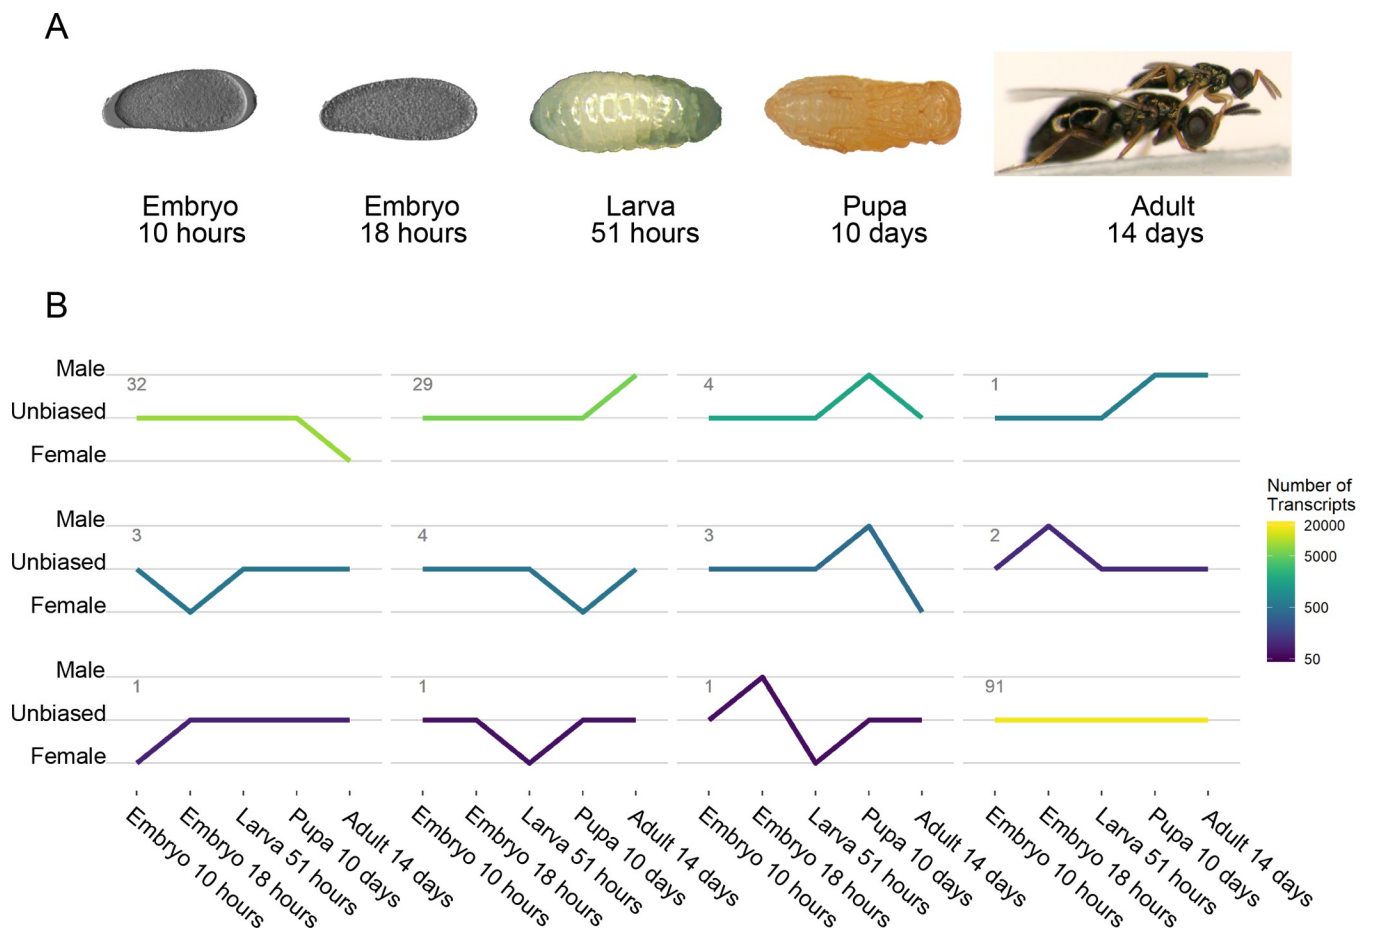 A
Embryo
10 hours
Embryo
18 hours
Larva
51 hours
Pupa
10 days
Adult
14 days
B
Male
Unbiased
Female
32
29
4
1
Male
Unbiased
Female
3
4
3
2
Male
Unbiased
Female
1
1
1
91
Number of
Transcripts
20000
5000
500
50
Embryo 10 hours
Embryo 18 hours
Larva 51 hours
Pupa 10 days
Adult 14 days
Embryo 10 hours
Embryo 18 hours
Larva 51 hours
Pupa 10 days
Adult 14 days
Embryo 10 hours
Embryo 18 hours
Larva 51 hours
Pupa 10 days
Adult 14 days
Embryo 10 hours
Embryo 18 hours
Larva 51 hours
Pupa 10 days
Adult 14 days